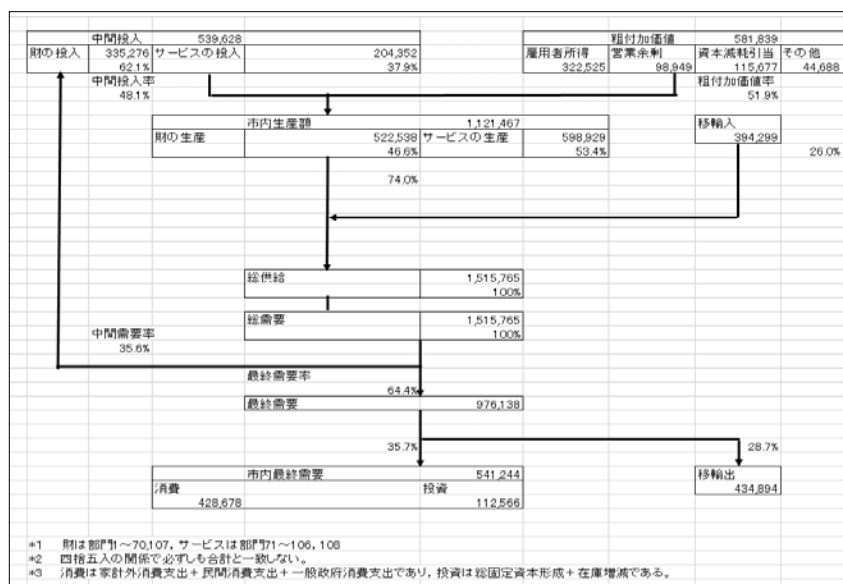 中間投入 539,628 粗付加価値 581,839
財の投入 335,276 サービスの投入 204,352 雇用者所得 営業余剰 資本減耗引当 その他
62.1% 37.9% 322,525 98,949 115,677 44,688
中間投入率 粗付加価値率
48.1% 51.9%
市内生産額 1,121,467 移輸入
財の生産 522,538 サービスの生産 598,929 394,299
46.6% 53.4% 26.0%
74.0%
総供給 1,515,765
100%
総需要 1,515,765
中間需要率 100%
35.6%
最終需要率
64.4%
最終需要 976,138
35.7% 28.7%
市内最終需要 541,244 移輸出
消費 投資 434,894
428,678 112,566
*1 財は部門1～70,107, サービスは部門71～106, 108
*2 四捨五入の関係で必ずしも合計と一致しない。
*3 消費は家計外消費支出+民間消費支出+一般政府消費支出であり, 投資は総固定資本形成+在庫増減である。